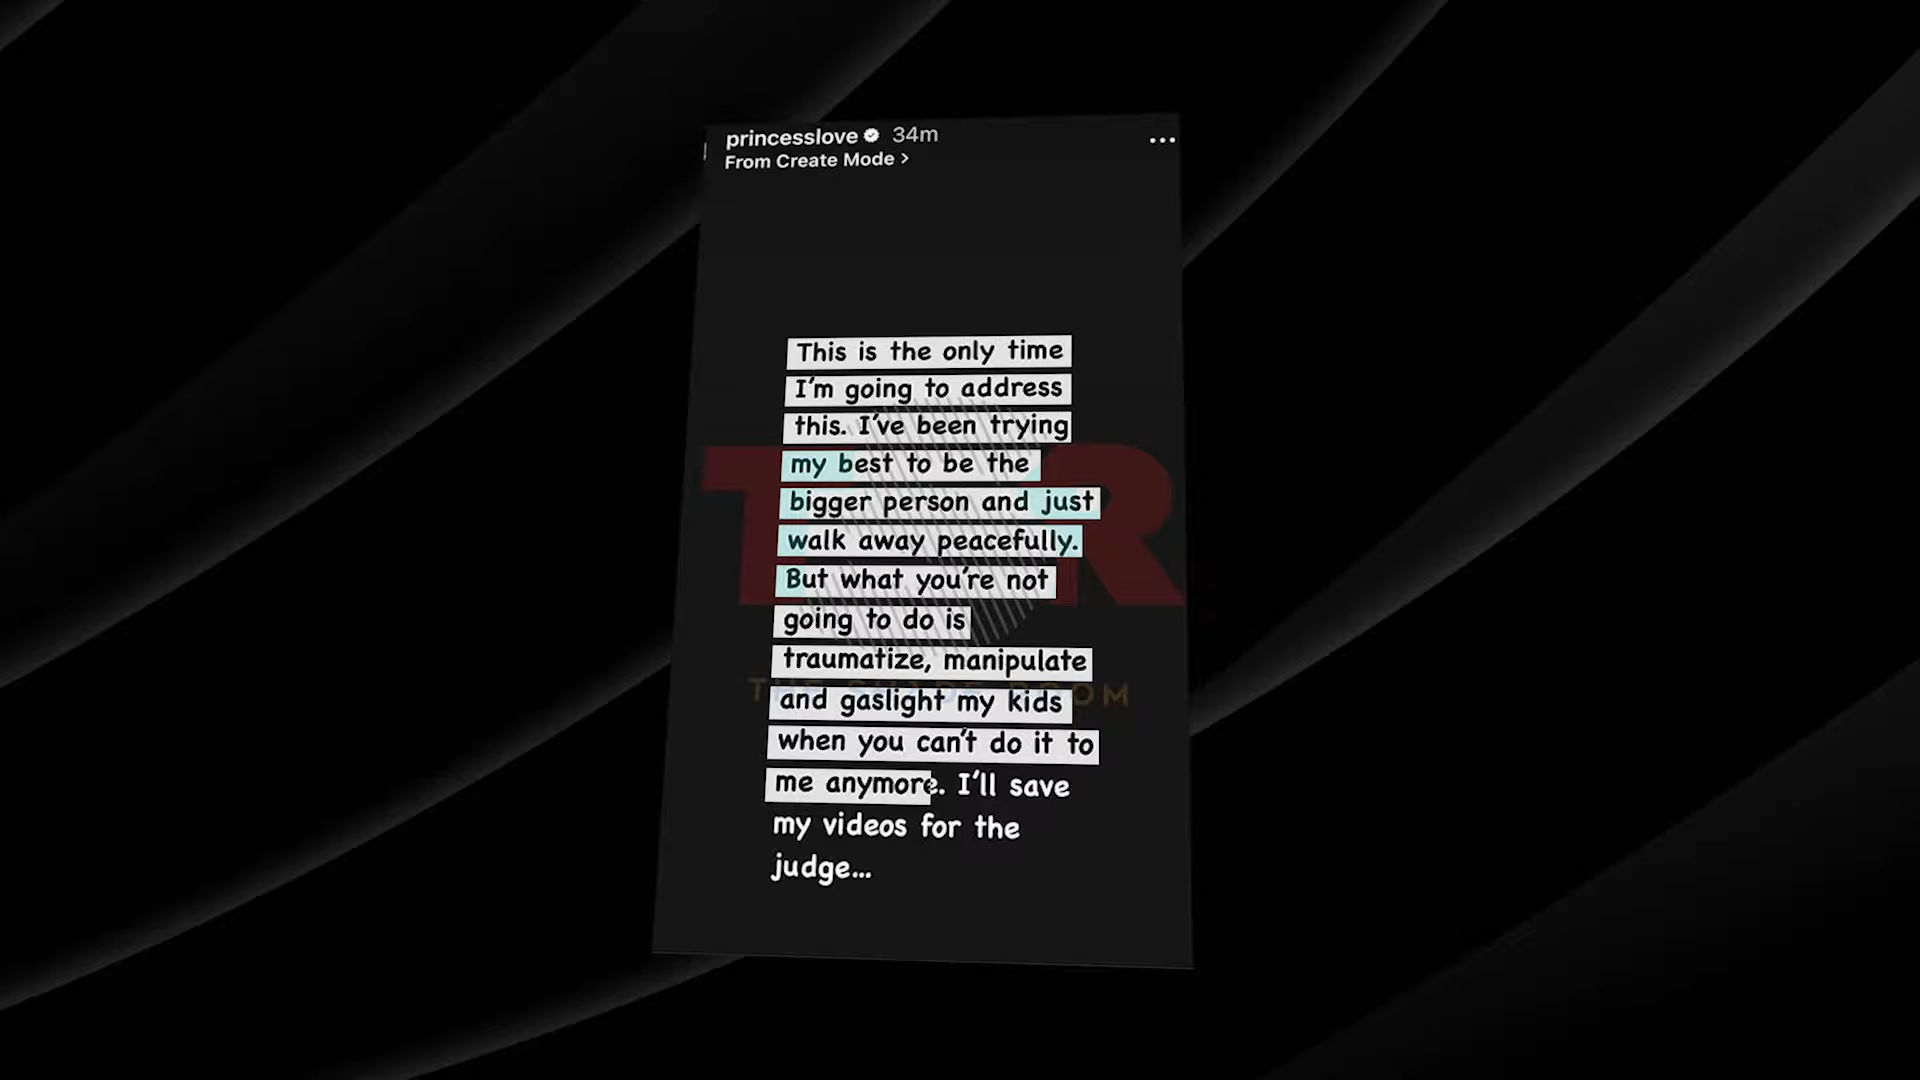 princesslove 34m
From Create Mode >
This is the only time
I'm going to address
this. I've been trying
my best to be the
bigger person and just
walk away peacefully.
But what you're not
going to do is
traumatize, manipulate
and gaslight my kids
when you can't do it to
me anymore. I'll save
my videos for the
judge...